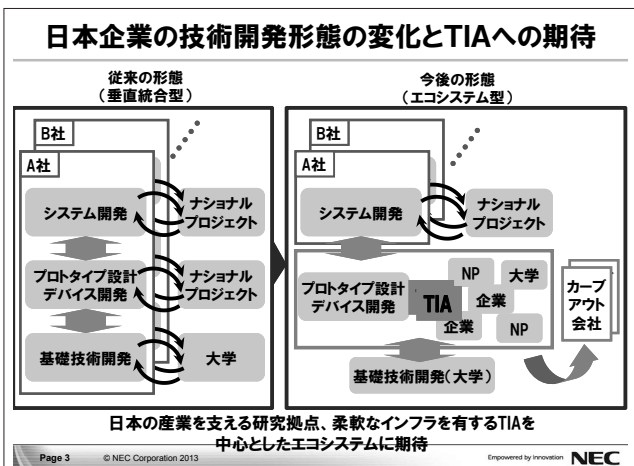 日本企業の技術開発形態の変化とTIAへの期待
従来の形態
（垂直統合型）
B社
A社
システム開発
ナショナル
プロジェクト
プロトタイプ設計
デバイス開発
ナショナル
プロジェクト
基礎技術開発
大学
今後の形態
（エコシステム型）
B社
A社
システム開発
ナショナル
プロジェクト
プロトタイプ設計
デバイス開発
TIA
NP
大学
企業
企業
NP
カーブ
アウト
会社
基礎技術開発（大学）
日本の産業を支える研究拠点、柔軟なインフラを有するTIAを
中心としたエコシステムに期待
Page 3
© NEC Corporation 2013
Empowered by Innovation
NEC